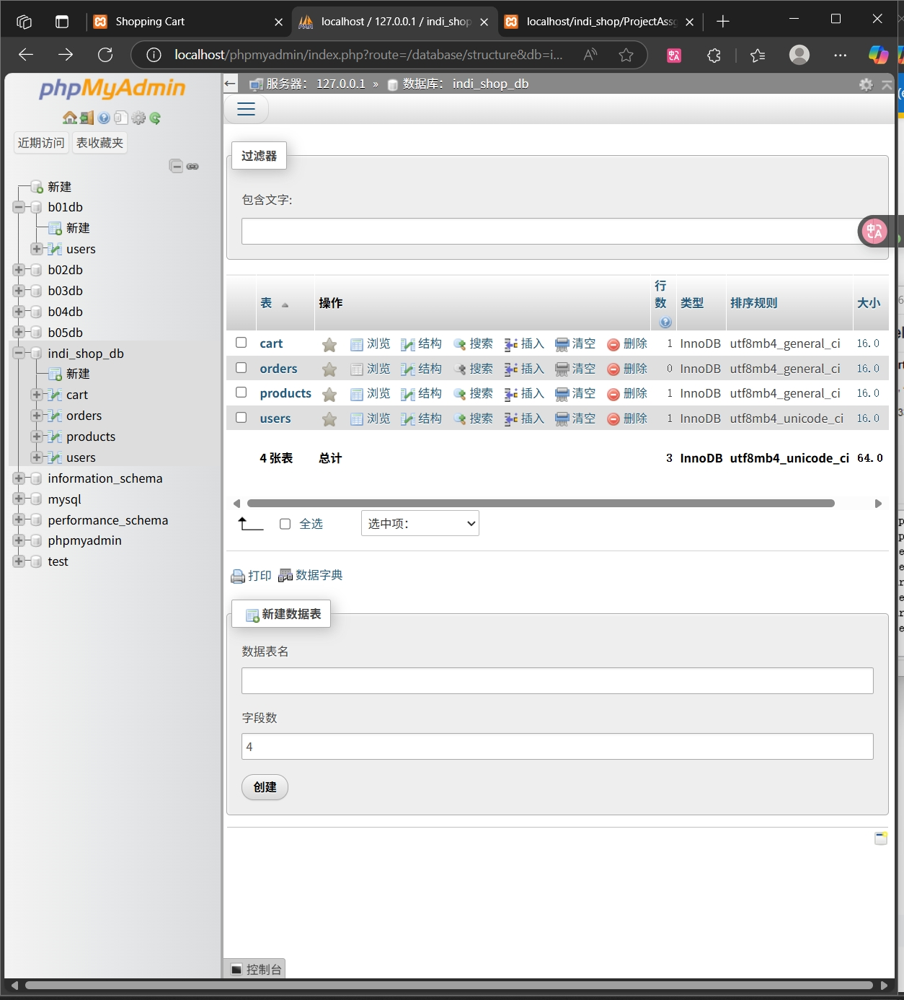 Shopping Cart
localhost / 127.0.0.1 / indi_shop
localhost/indi_shop/ProjectAssg
localhost/phpmyadmin/index.php?route=/database/structure&db=i...
phpMyAdmin
近期访问 表收藏夹
新建
b01db
新建
users
b02db
b03db
b04db
b05db
indi_shop_db
新建
cart
orders
products
users
information_schema
mysql
performance_schema
phpmyadmin
test
服务器： 127.0.0.1 » 数据库： indi_shop_db
过滤器
包含文字:
表 操作 行数 类型 排序规则 大小
cart 浏览 结构 搜索 插入 清空 删除 1 InnoDB utf8mb4_general_ci 16.0
orders 浏览 结构 搜索 插入 清空 删除 0 InnoDB utf8mb4_general_ci 16.0
products 浏览 结构 搜索 插入 清空 删除 1 InnoDB utf8mb4_general_ci 16.0
users 浏览 结构 搜索 插入 清空 删除 1 InnoDB utf8mb4_unicode_ci 16.0
4 张表 总计 3 InnoDB utf8mb4_unicode_ci 64.0
全选 选中项：
打印 数据字典
新建数据表
数据表名
字段数
4
创建
控制台